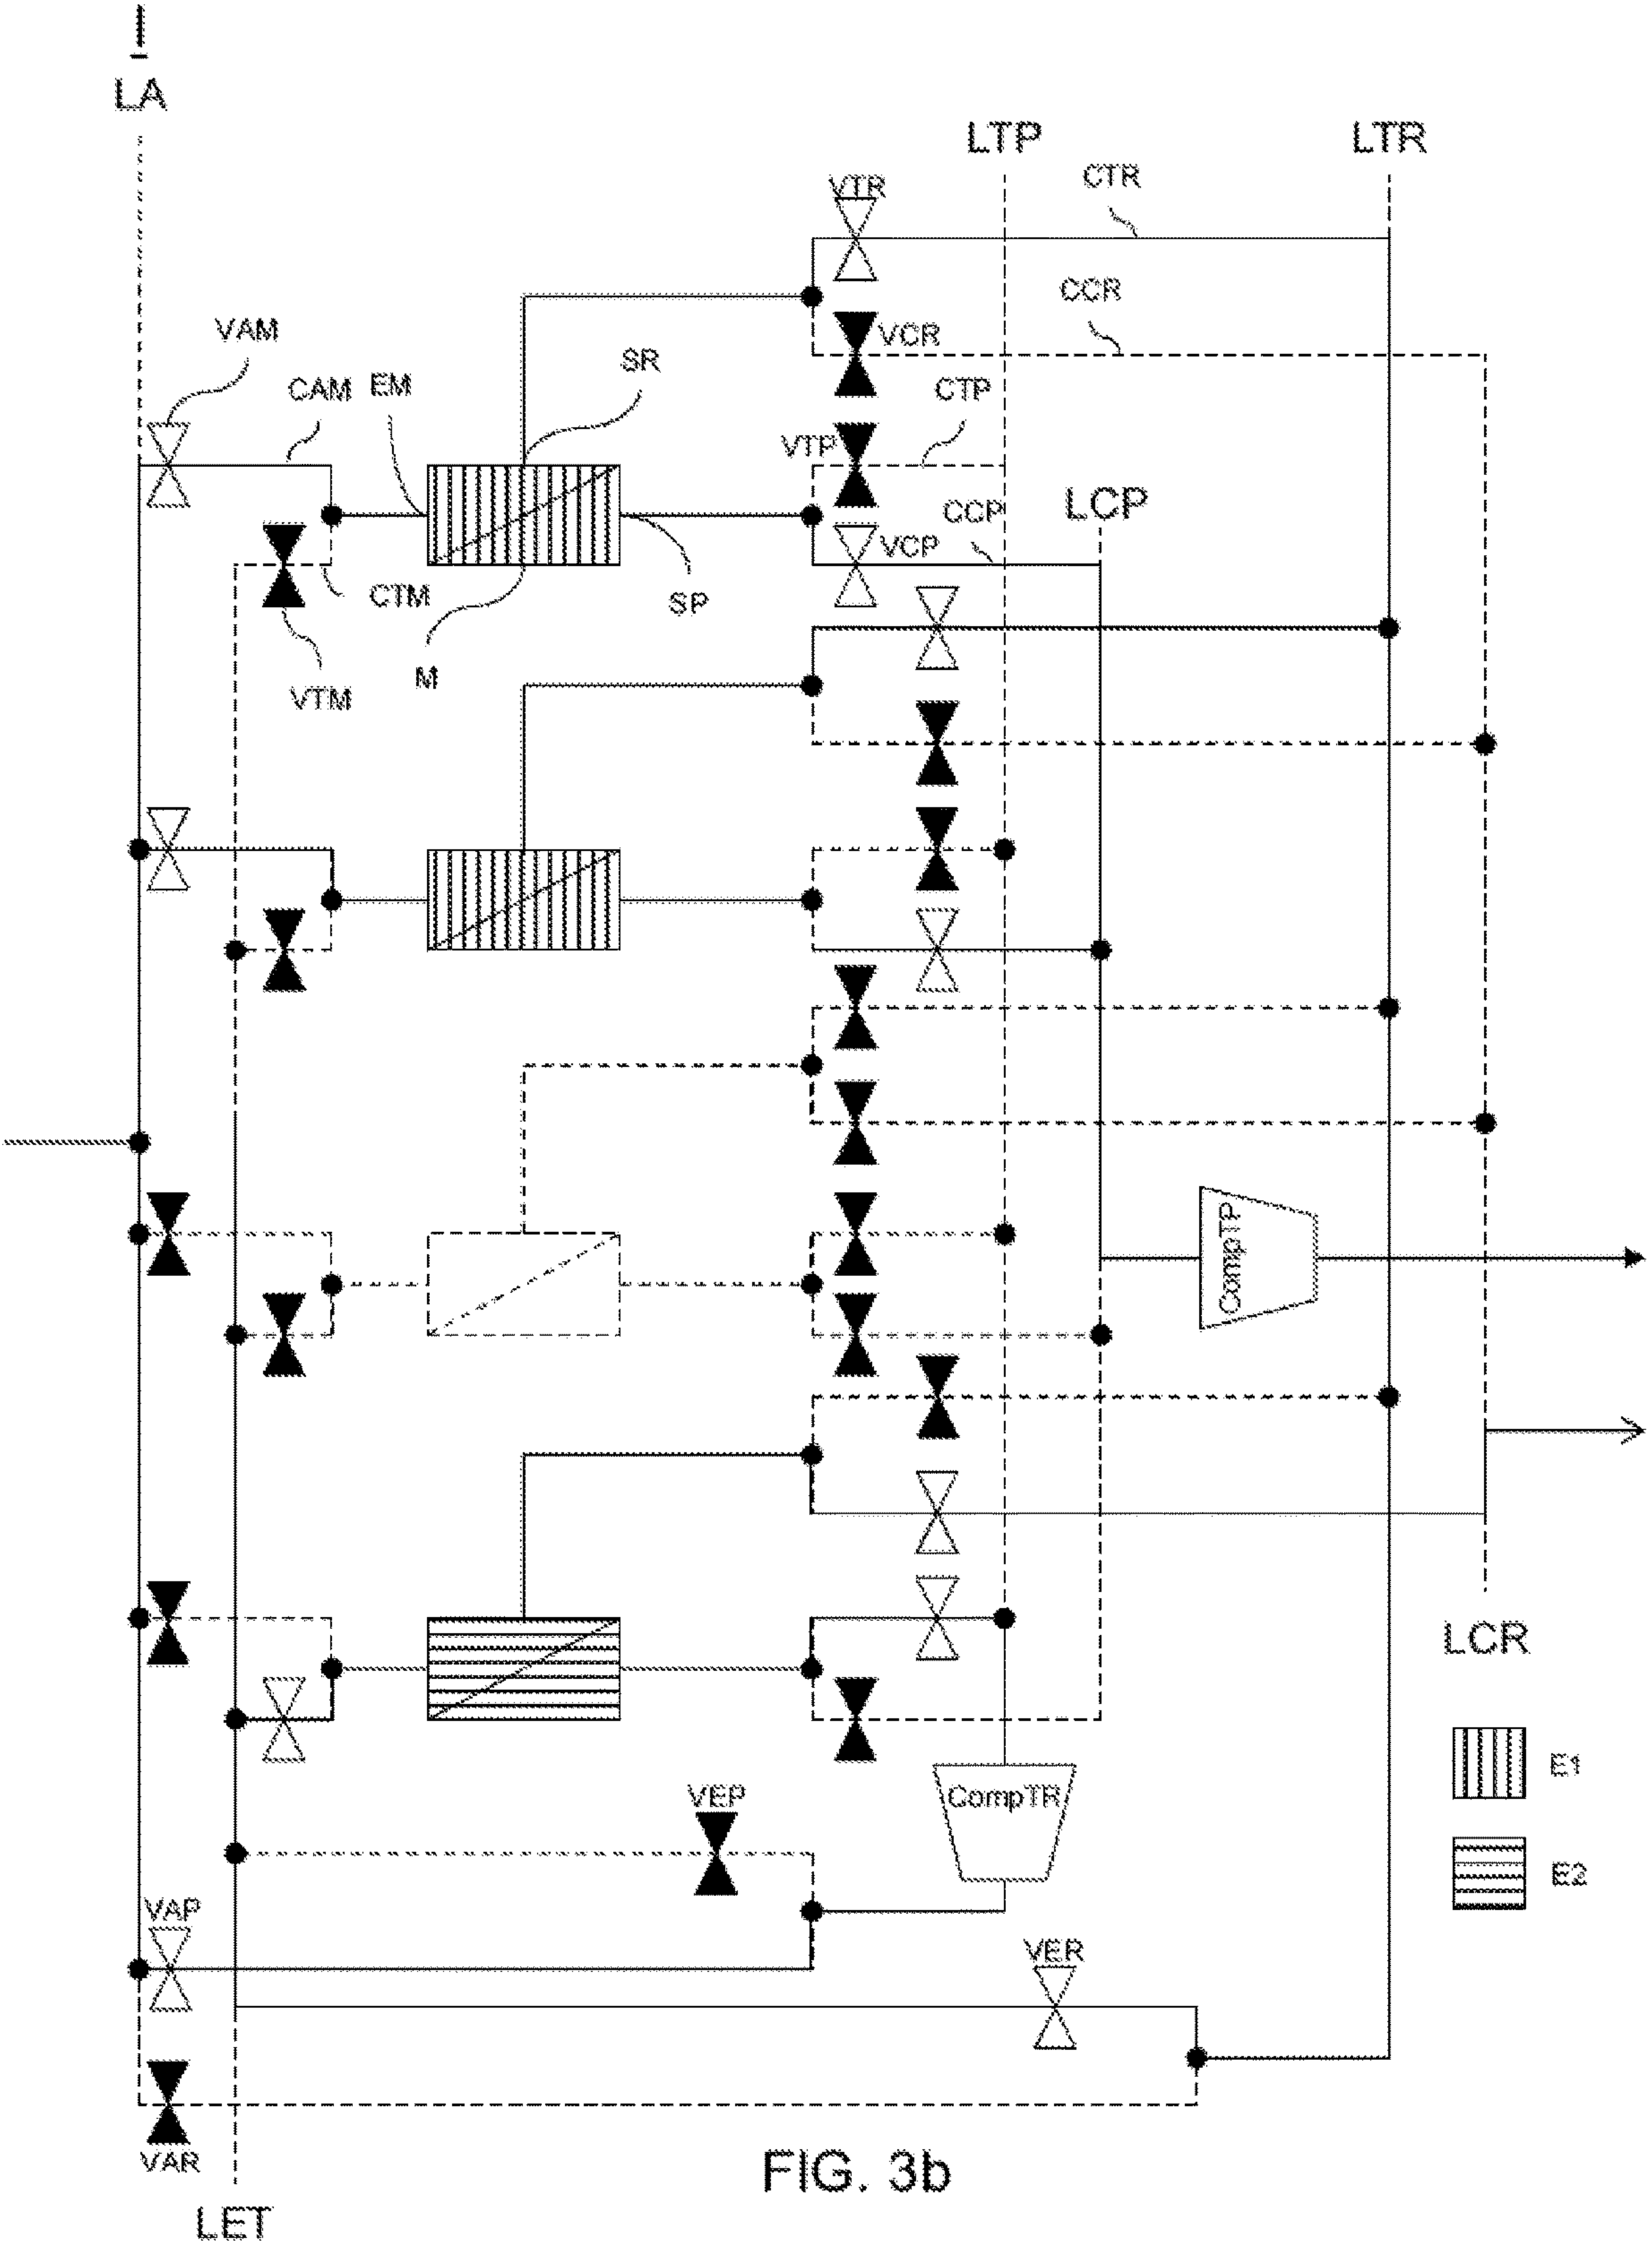 I
LA
LTP
LTR
VTR
CTR
CCR
VAM
VCR
SR
CAM
EM
CTP
VTP
LCP
CCP
VCP
CTM
SP
M
VTM
CompTP
LCR
E1
VEP
CompTR
E2
VAP
VER
VAR
FIG. 3b
LET